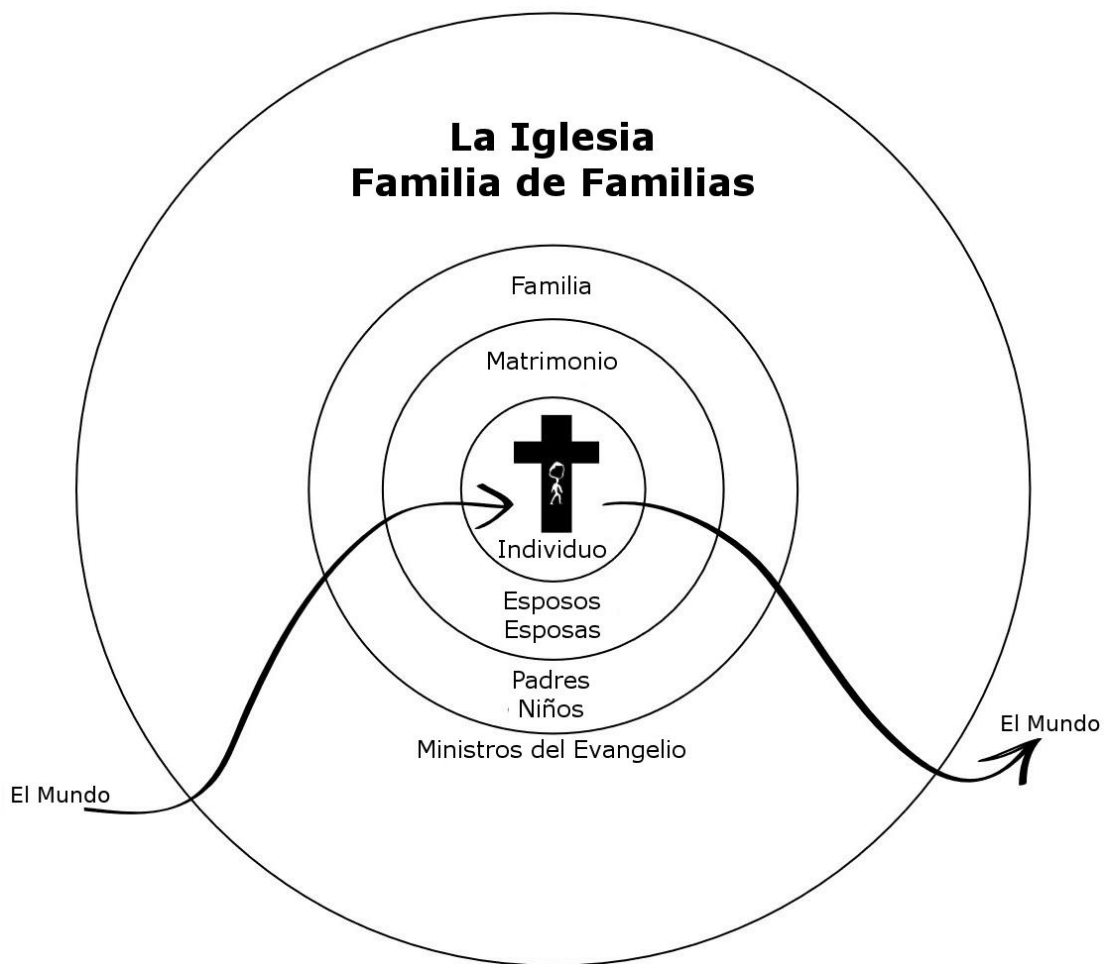 La Iglesia
Familia de Familias
Familia
Matrimonio
Individuo
Esposos
Esposas
Padres
Niños
Ministros del Evangelio
El Mundo
El Mundo